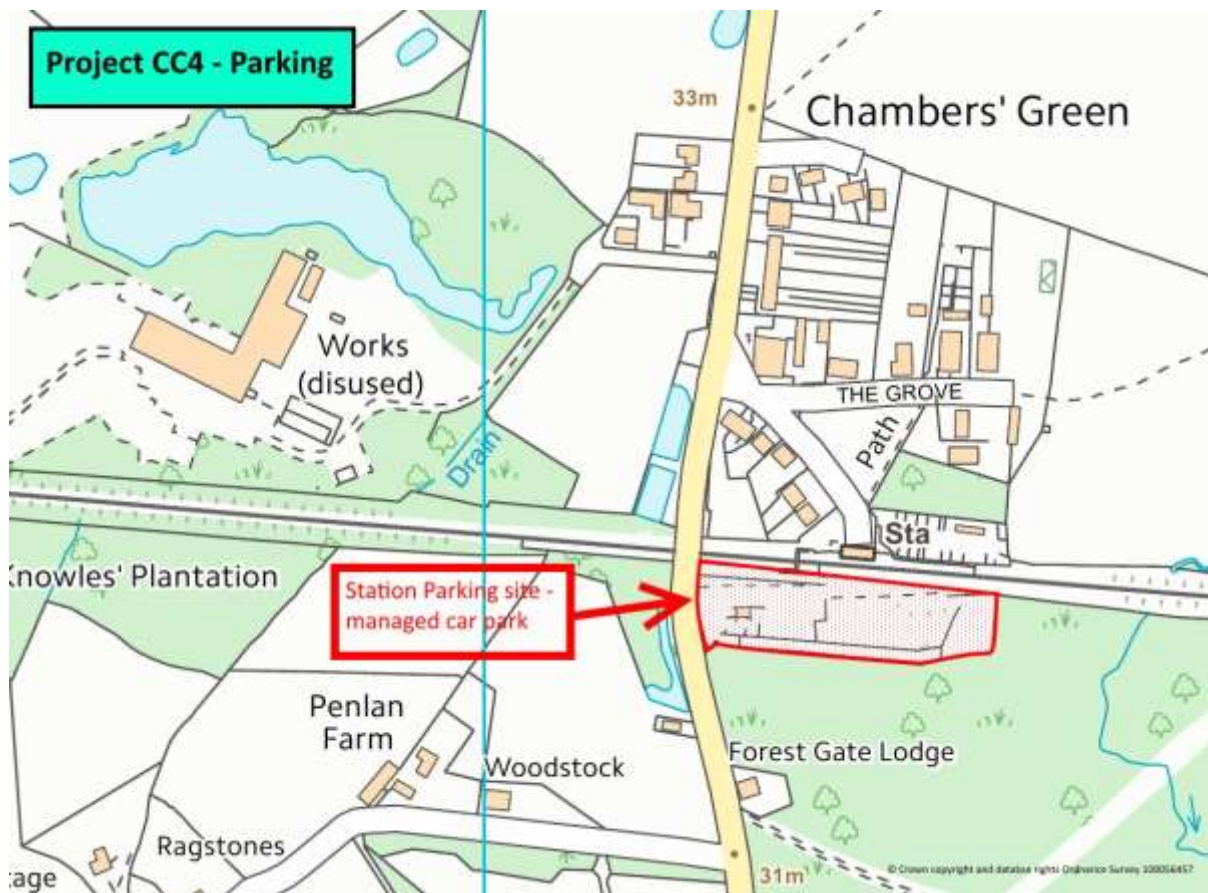 Project CC4 - Parking
33m
Chambers' Green
Works
(disused)
THE GROVE
Path
Drain
Sta
Knowles' Plantation
Station Parking site -
managed car park
Penlan
Farm
Woodstock
Forest Gate Lodge
Ragstones
31m
© Crown copyright and database rights Ordnance Survey 100056457